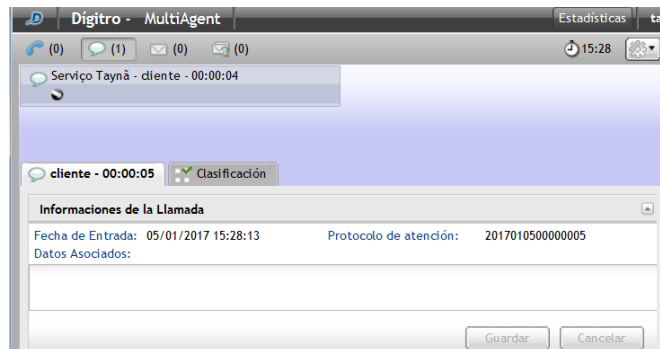 Dígitro - MultiAgent Estadísticas ta
(0) (1) (0) (0) 15:28
Serviço Taynã - cliente - 00:00:04
cliente - 00:00:05 Clasificación
Informaciones de la Llamada
Fecha de Entrada: 05/01/2017 15:28:13 Protocolo de atención: 2017010500000005
Datos Asociados:
Guardar Cancelar